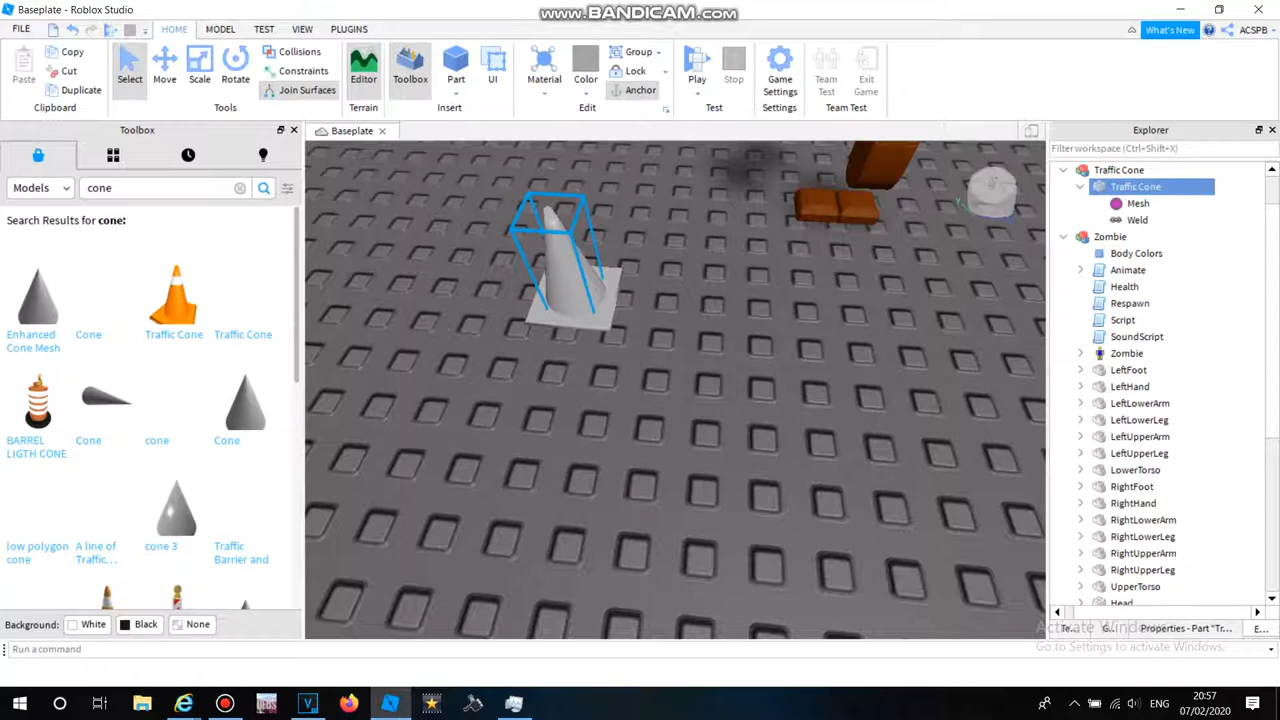 Baseplate - Roblox Studio
www.BANDICAM.com
FILE
HOME
MODEL
TEST
VIEW
PLUGINS
What's New
ACSPB
Paste
Copy
Cut
Duplicate
Clipboard
Select
Move
Scale
Rotate
Collisions
Constraints
Join Surfaces
Tools
Editor
Terrain
Toolbox
Part
UI
Insert
Material
Color
Group
Lock
Anchor
Edit
Play
Stop
Test
Game Settings
Settings
Team Test
Exit Game
Team Test
Toolbox
Models
cone
Search Results for cone:
Enhanced Cone Mesh
Cone
Traffic Cone
Traffic Cone
BARREL LIGTH CONE
Cone
cone
Cone
low polygon cone
A line of Traffic...
cone 3
Traffic Barrier and
Background:
White
Black
None
Run a command
Baseplate
Explorer
Filter workspace (Ctrl+Shift+X)
Traffic Cone
Traffic Cone
Mesh
Weld
Zombie
Body Colors
Animate
Health
Respawn
Script
SoundScript
Zombie
LeftFoot
LeftHand
LeftLowerArm
LeftLowerLeg
LeftUpperArm
LeftUpperLeg
LowerTorso
RightFoot
RightHand
RightLowerArm
RightLowerLeg
RightUpperArm
RightUpperLeg
UpperTorso
Head
Activate Windows
Te...
G...
Properties - Part "Tr...
E...
Go to Settings to activate Windows.
ENG
20:57
07/02/2020